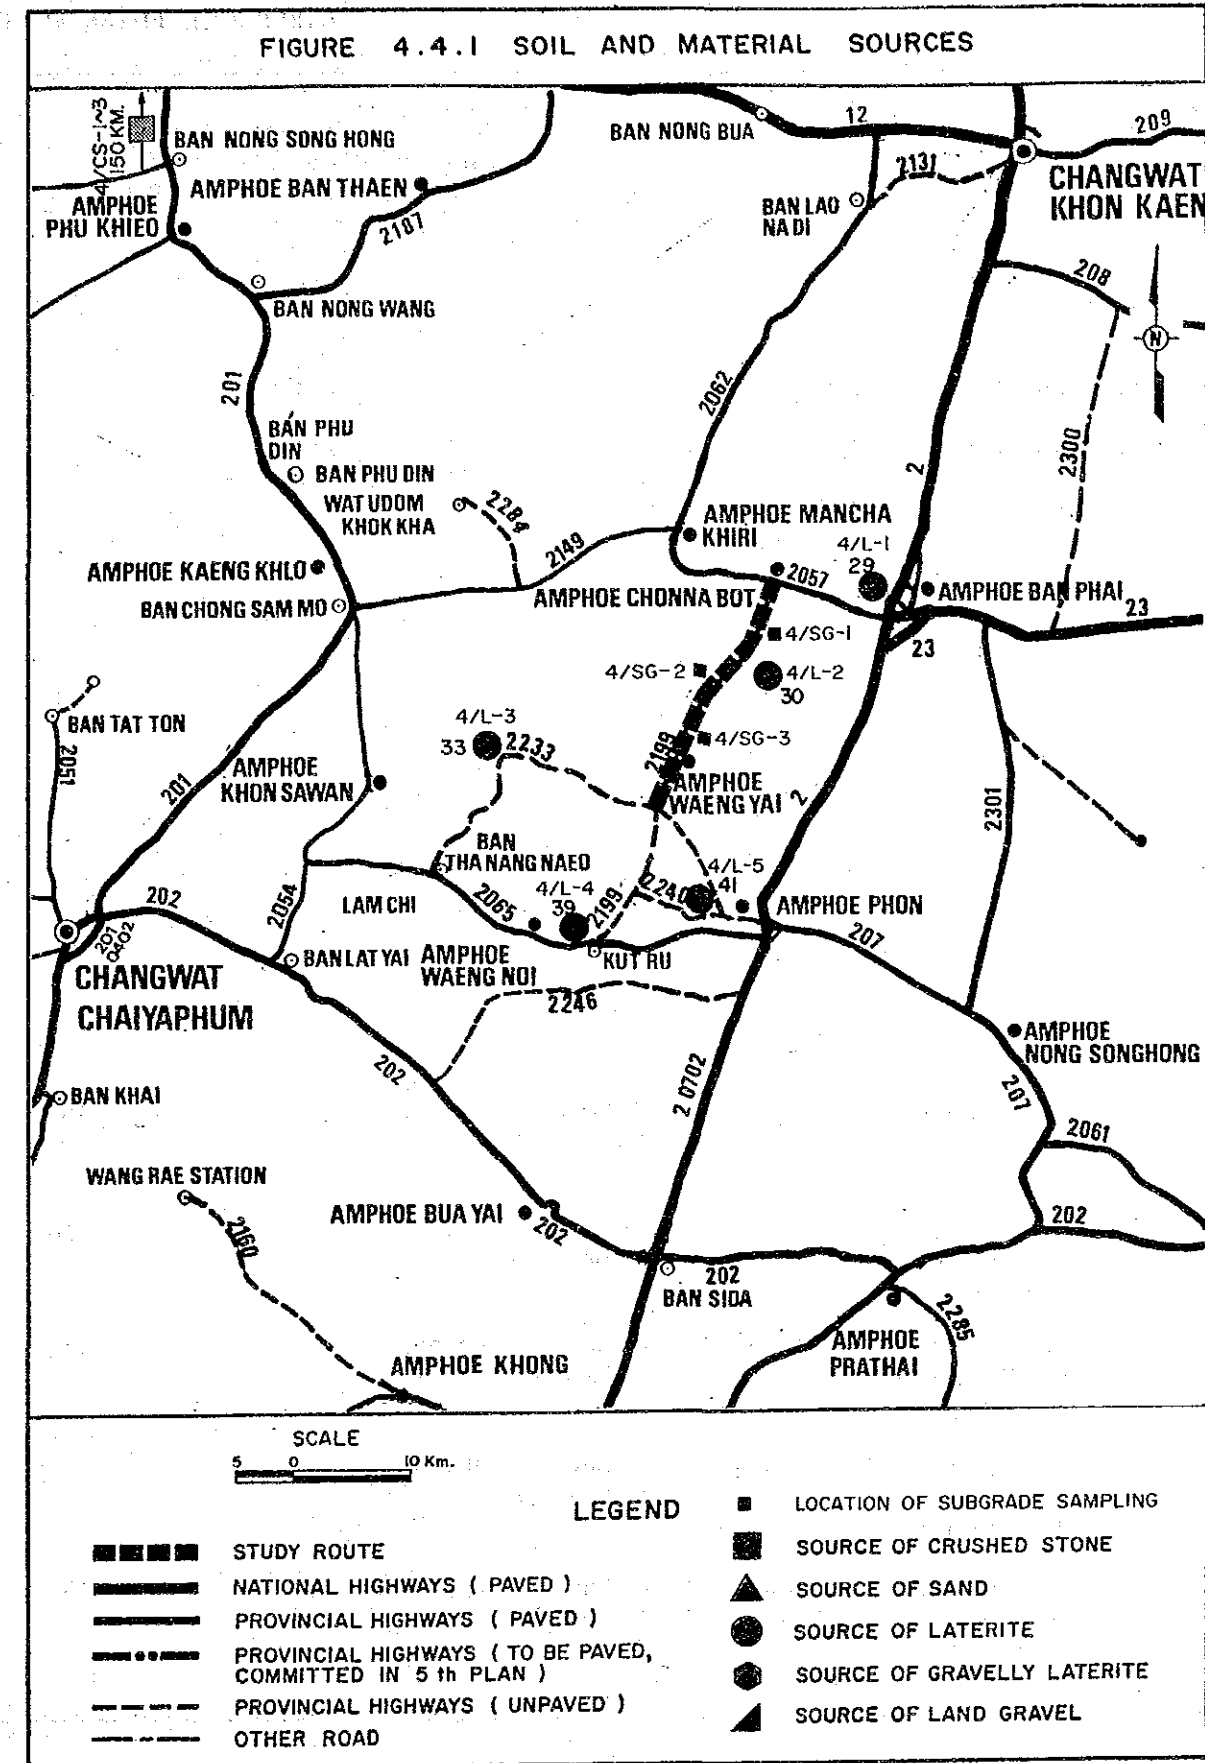 FIGURE 4.4.1 SOIL AND MATERIAL SOURCES
4/CS-1~3
150 KM.
BAN NONG SONG HONG
AMPHOE BAN THAEN
AMPHOE
PHU KHIEO
2187
BAN NONG WANG
BAN NONG BUA
12
209
2131
CHANGWAT
KHON KAEN
BAN LAO
NA DI
208
N
201
2062
2
2300
BAN PHU
DIN
BAN PHU DIN
WAT UDOM
KHOK KHA
2284
2149
AMPHOE MANCHA
KHIRI
4/L-1
29
2057
AMPHOE KAENG KHLO
BAN CHONG SAM MO
AMPHOE CHONNA BOT
AMPHOE BAN PHAI
23
23
4/SG-1
4/SG-2
4/L-2
30
BAN TAT TON
2051
4/L-3
33
2233
2199
4/SG-3
201
AMPHOE
KHON SAWAN
AMPHOE
WAENG YAI
2
2301
BAN
THA NANG NAEO
4/L-5
41
2240
202
2054
LAM CHI
2065
4/L-4
39
2199
AMPHOE PHON
207
201
0402
CHANGWAT
CHAIYAPHUM
BAN LAT YAI
AMPHOE
WAENG NOI
KUT RU
2246
AMPHOE
NONG SONGHONG
202
2 0702
207
BAN KHAI
2061
WANG RAE STATION
2160
AMPHOE BUA YAI
202
202
BAN SIDA
202
2285
AMPHOE
PRATHAI
AMPHOE KHONG
SCALE
5 0 10 Km.
LEGEND
STUDY ROUTE
NATIONAL HIGHWAYS ( PAVED )
PROVINCIAL HIGHWAYS ( PAVED )
PROVINCIAL HIGHWAYS ( TO BE PAVED,
COMMITTED IN 5 th PLAN )
PROVINCIAL HIGHWAYS ( UNPAVED )
OTHER ROAD
LOCATION OF SUBGRADE SAMPLING
SOURCE OF CRUSHED STONE
SOURCE OF SAND
SOURCE OF LATERITE
SOURCE OF GRAVELLY LATERITE
SOURCE OF LAND GRAVEL